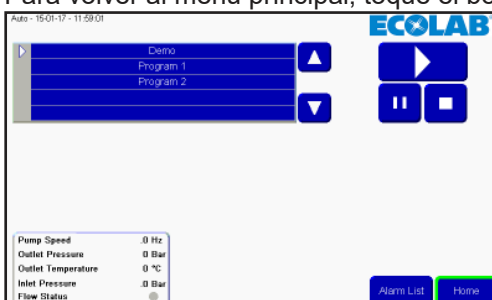 Para volver al menú principal, toque el bo
Auto - 15-01-17 - 11:59:01
ECOLAB
Demo
Program 1
Program 2
Pump Speed .0 Hz
Outlet Pressure .0 Bar
Outlet Temperature 0 °C
Inlet Pressure .0 Bar
Flow Status
Alarm List
Home